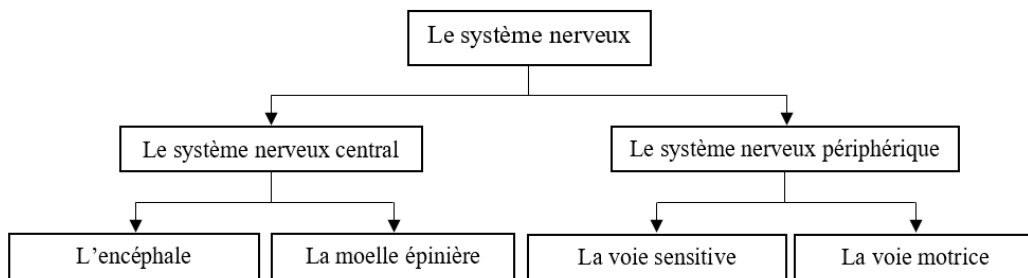 Le système nerveux
Le système nerveux central
Le système nerveux périphérique
L’encéphale
La moelle épinière
La voie sensitive
La voie motrice